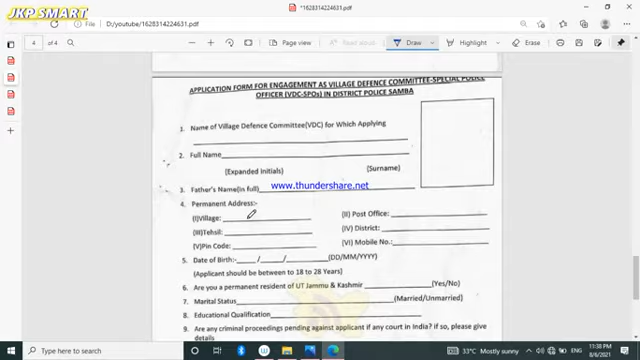 JKP SMART
*1628314224631.pdf
D:/youtube/1628314224631.pdf
4 of 4
Page view
Read aloud
Draw
Highlight
Erase
APPLICATION FORM FOR ENGAGEMENT AS VILLAGE DEFENCE COMMITTEE-SPECIAL POLICE
OFFICER (VDC-SPOs) IN DISTRICT POLICE SAMBA
1. Name of Village Defence Committee(VDC) for Which Applying
2. Full Name
(Expanded Initials) (Surname)
3. Father's Name(in full) www.thundershare.net
4. Permanent Address:-
(I)Village: (II) Post Office:
(III)Tehsil: (IV) District:
(V)Pin Code: (VI) Mobile No.:
5. Date of Birth:- / / (DD/MM/YYYY)
(Applicant should be between to 18 to 28 Years)
6. Are you a permanent resident of UT Jammu & Kashmir (Yes/No)
7. Marital Status (Married/Unmarried)
8. Educational Qualification
9. Are any criminal proceedings pending against applicant if any court in India? if so, please give
details
Type here to search
33°C Mostly sunny
11:38 PM
8/6/2021